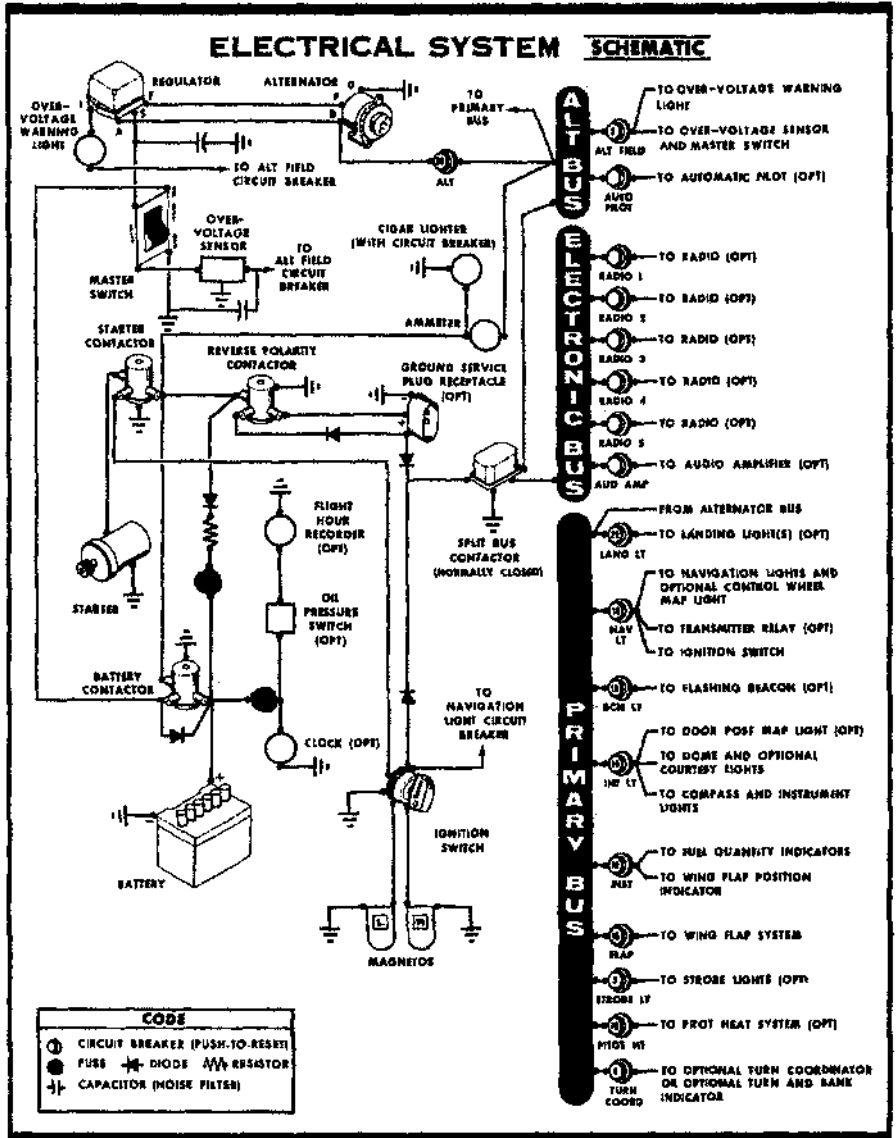 ELECTRICAL SYSTEM SCHEMATIC
REGULATOR
ALTERNATOR
OVER-
VOLTAGE
WARNING
LIGHT
I
F
S
A
F
G
B
TO
PRIMARY
BUS
TO ALT FIELD
CIRCUIT BREAKER
ALT
MASTER
SWITCH
OVER-
VOLTAGE
SENSOR
TO
ALT FIELD
CIRCUIT
BREAKER
CIGAR LIGHTER
(WITH CIRCUIT BREAKER)
AMMETER
STARTER
CONTACTOR
REVERSE POLARITY
CONTACTOR
GROUND SERVICE
PLUG RECEPTACLE
(OPT)
STARTER
FLIGHT
HOUR
RECORDER
(OPT)
OIL
PRESSURE
SWITCH
(OPT)
SPLIT BUS
CONTACTOR
(NORMALLY CLOSED)
BATTERY
CONTACTOR
CLOCK (OPT)
TO
NAVIGATION
LIGHT CIRCUIT
BREAKER
BATTERY
IGNITION
SWITCH
L
R
MAGNETOS
ALT BUS
ALT FIELD
TO OVER-VOLTAGE WARNING
LIGHT
TO OVER-VOLTAGE SENSOR
AND MASTER SWITCH
AUTO
PILOT
TO AUTOMATIC PILOT (OPT)
ELECTRONIC BUS
RADIO 1
TO RADIO (OPT)
RADIO 2
TO RADIO (OPT)
RADIO 3
TO RADIO (OPT)
RADIO 4
TO RADIO (OPT)
RADIO 5
TO RADIO (OPT)
AUD AMP
TO AUDIO AMPLIFIER (OPT)
PRIMARY BUS
FROM ALTERNATOR BUS
LAND LT
TO LANDING LIGHT(S) (OPT)
NAV
LT
TO NAVIGATION LIGHTS AND
OPTIONAL CONTROL WHEEL
MAP LIGHT
TO TRANSMITTER RELAY (OPT)
TO IGNITION SWITCH
BCN LT
TO FLASHING BEACON (OPT)
INT LT
TO DOOR POST MAP LIGHT (OPT)
TO DOME AND OPTIONAL
COURTESY LIGHTS
TO COMPASS AND INSTRUMENT
LIGHTS
INST
TO FUEL QUANTITY INDICATORS
TO WING FLAP POSITION
INDICATOR
FLAP
TO WING FLAP SYSTEM
STROBE LT
TO STROBE LIGHTS (OPT)
PITOT HT
TO PITOT HEAT SYSTEM (OPT)
TURN
COORD
TO OPTIONAL TURN COORDINATOR
OR OPTIONAL TURN AND BANK
INDICATOR
CODE
CIRCUIT BREAKER (PUSH-TO-RESET)
FUSE DIODE RESISTOR
CAPACITOR (NOISE FILTER)